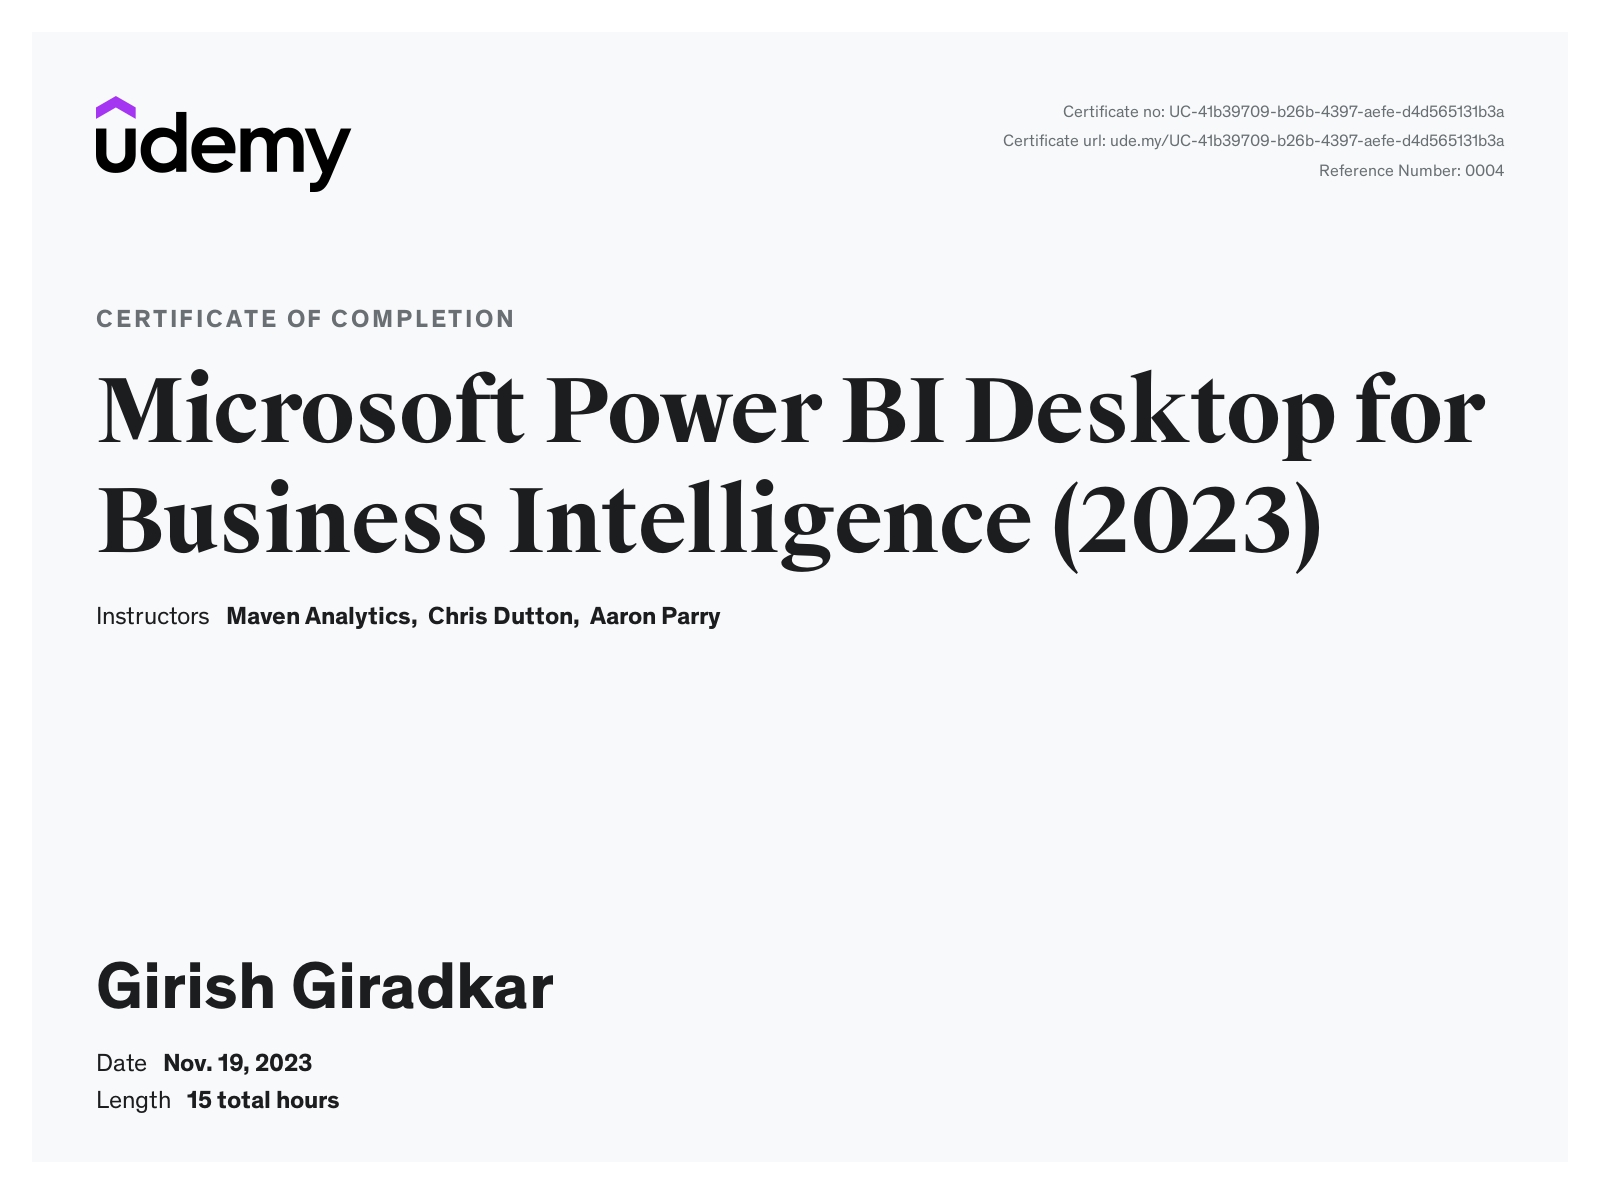 udemy
Certificate no: UC-41b39709-b26b-4397-aefe-d4d565131b3a
Certificate url: ude.my/UC-41b39709-b26b-4397-aefe-d4d565131b3a
Reference Number: 0004
CERTIFICATE OF COMPLETION
Microsoft Power BI Desktop for
Business Intelligence (2023)
Instructors Maven Analytics, Chris Dutton, Aaron Parry
Girish Giradkar
Date Nov. 19, 2023
Length 15 total hours